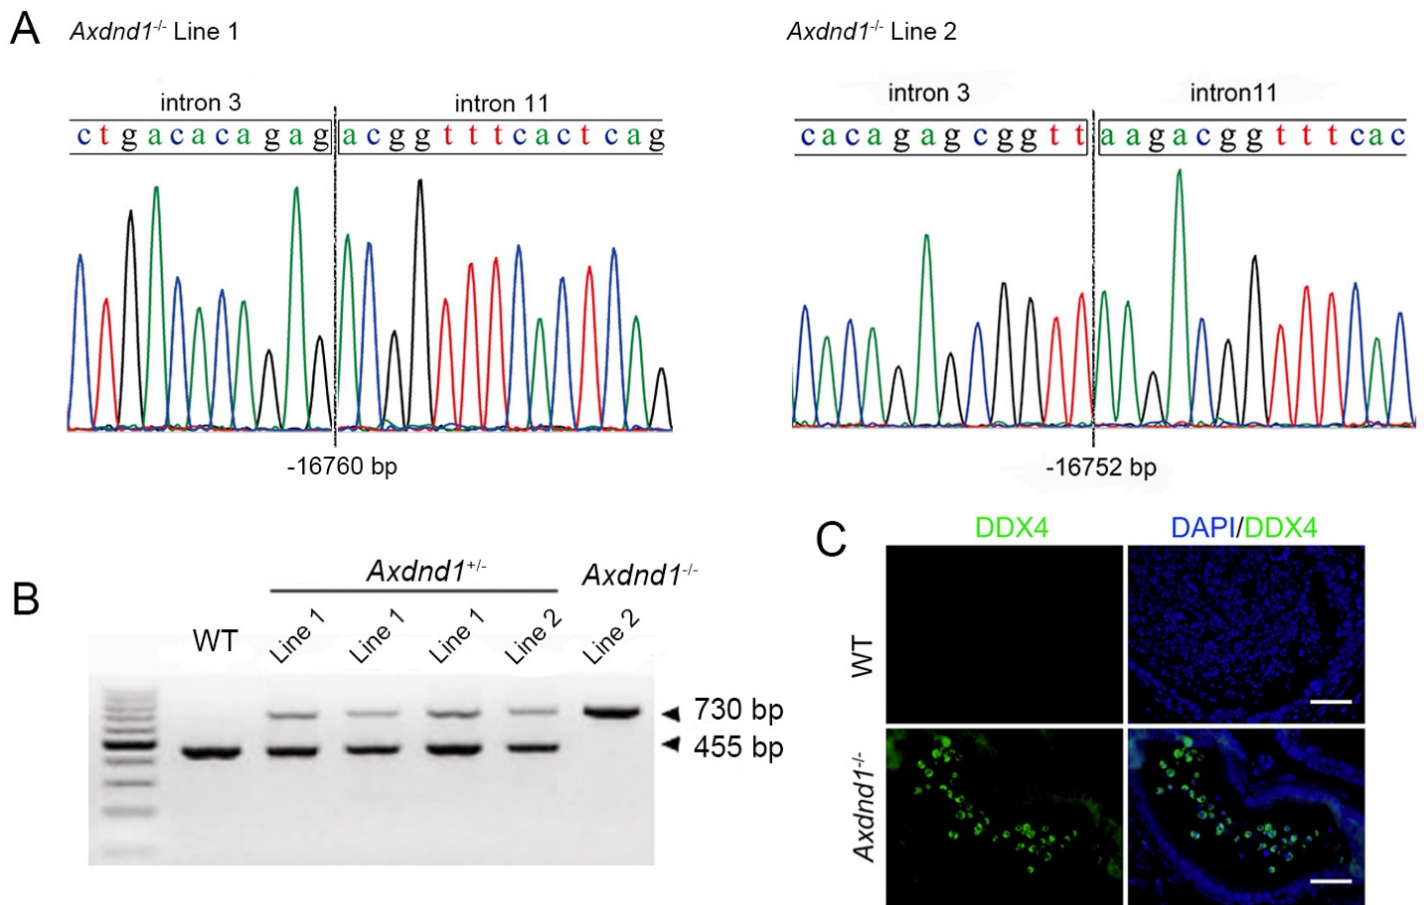 A
Axdnd1-/- Line 1
intron 3
intron 11
c t g a c a c a g a g a c g g t t t c a c t c a g
-16760 bp
Axdnd1-/- Line 2
intron 3
intron11
c a c a g a g c g g t t a a g a c g g t t t c a c
-16752 bp
B
Axdnd1+/-
Axdnd1-/-
WT
Line 1
Line 1
Line 1
Line 2
Line 2
730 bp
455 bp
C
DDX4
DAPI/DDX4
WT
Axdnd1-/-